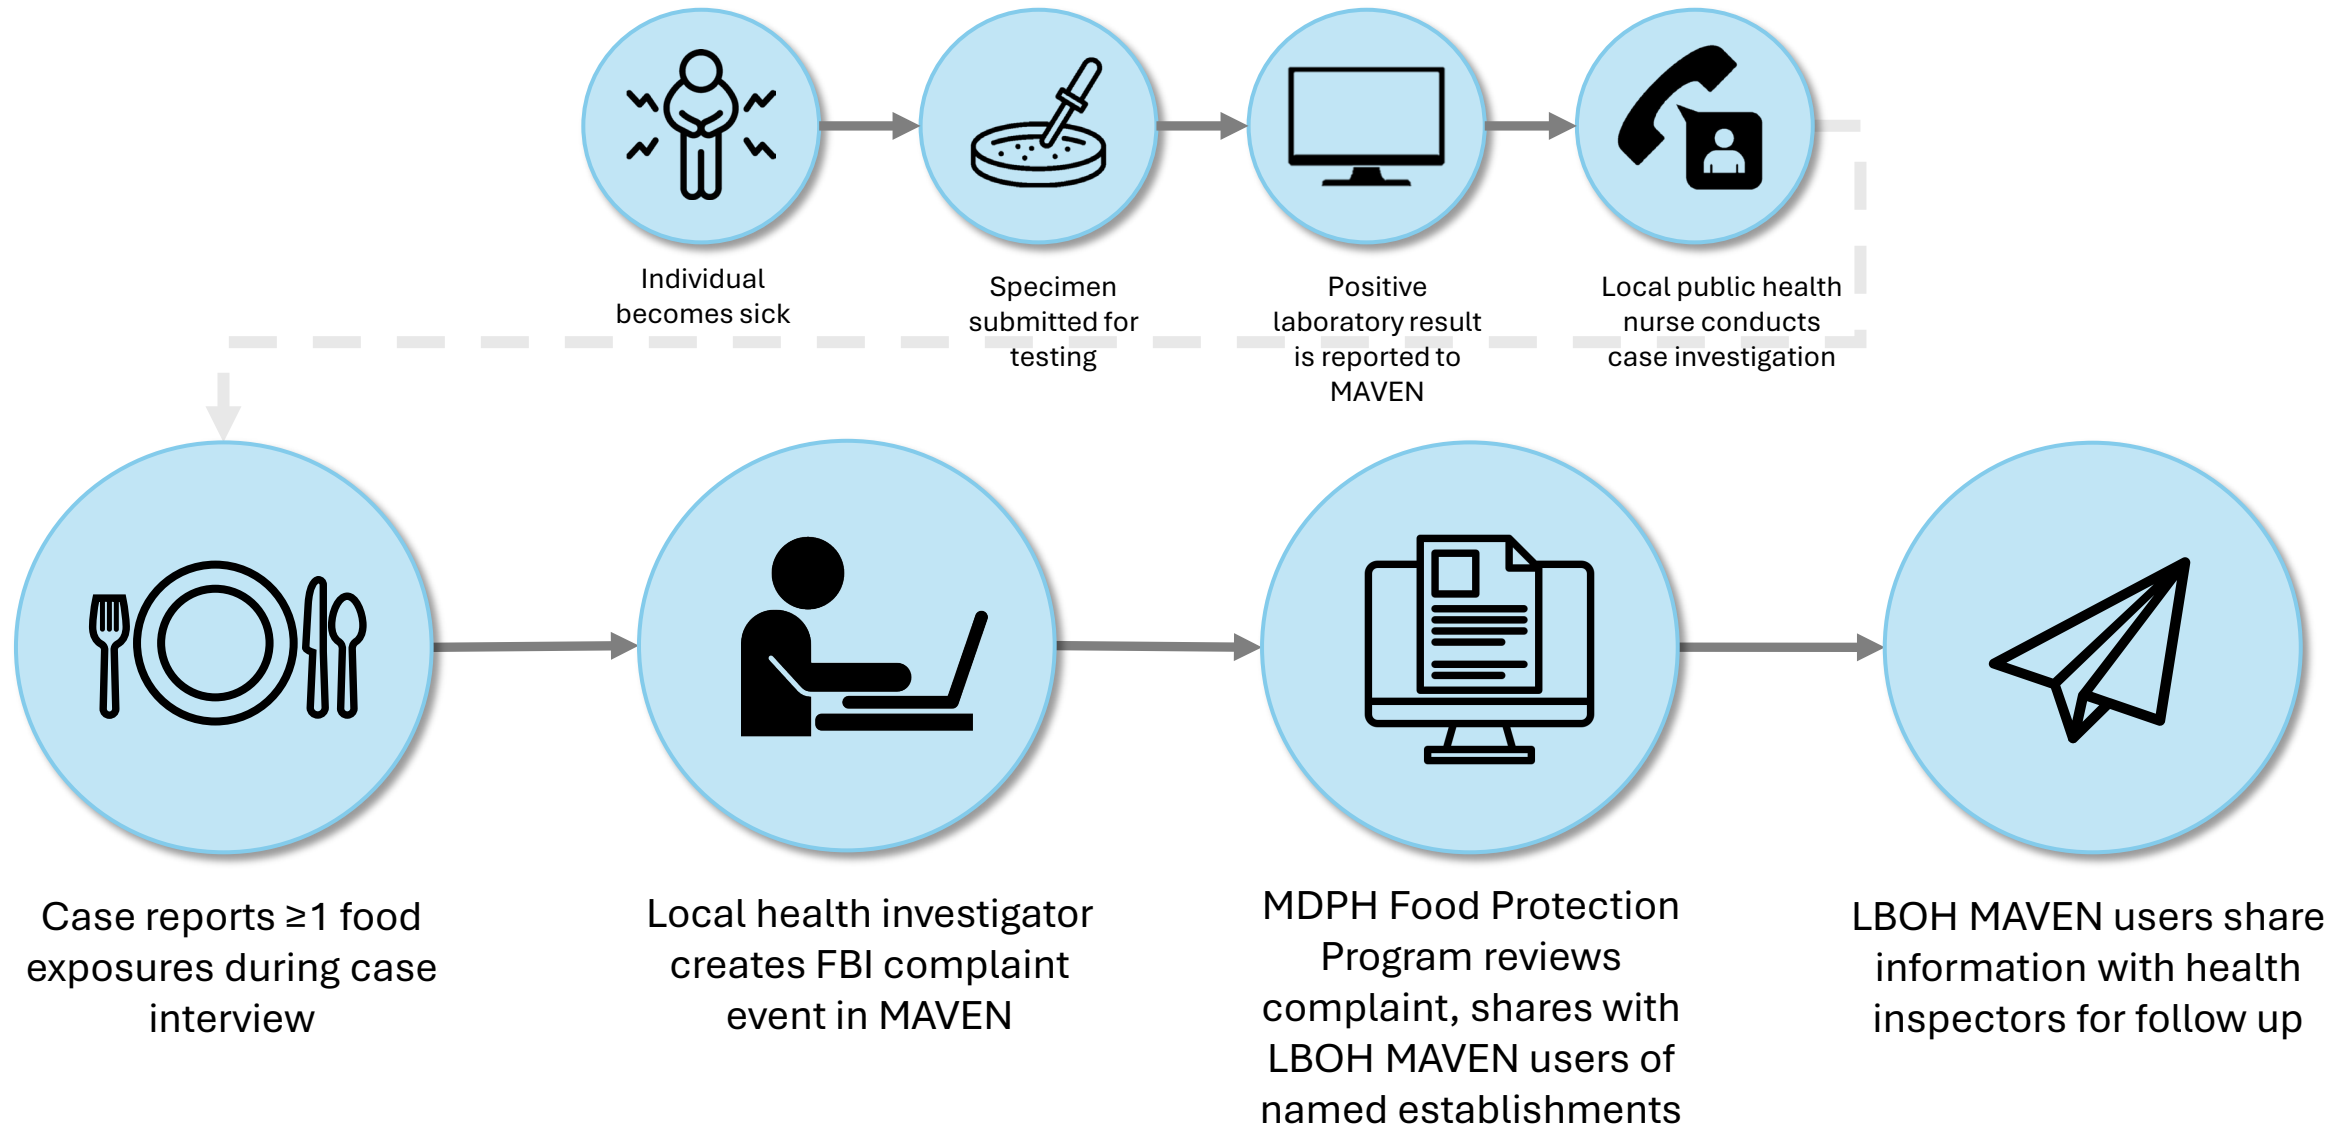 Individual
becomes sick
Specimen
submitted for
testing
Positive
laboratory result
is reported to
MAVEN
Local public health
nurse conducts
case investigation
Case reports ≥1 food
exposures during case
interview
Local health investigator
creates FBI complaint
event in MAVEN
MDPH Food Protection
Program reviews
complaint, shares with
LBOH MAVEN users of
named establishments
LBOH MAVEN users share
information with health
inspectors for follow up